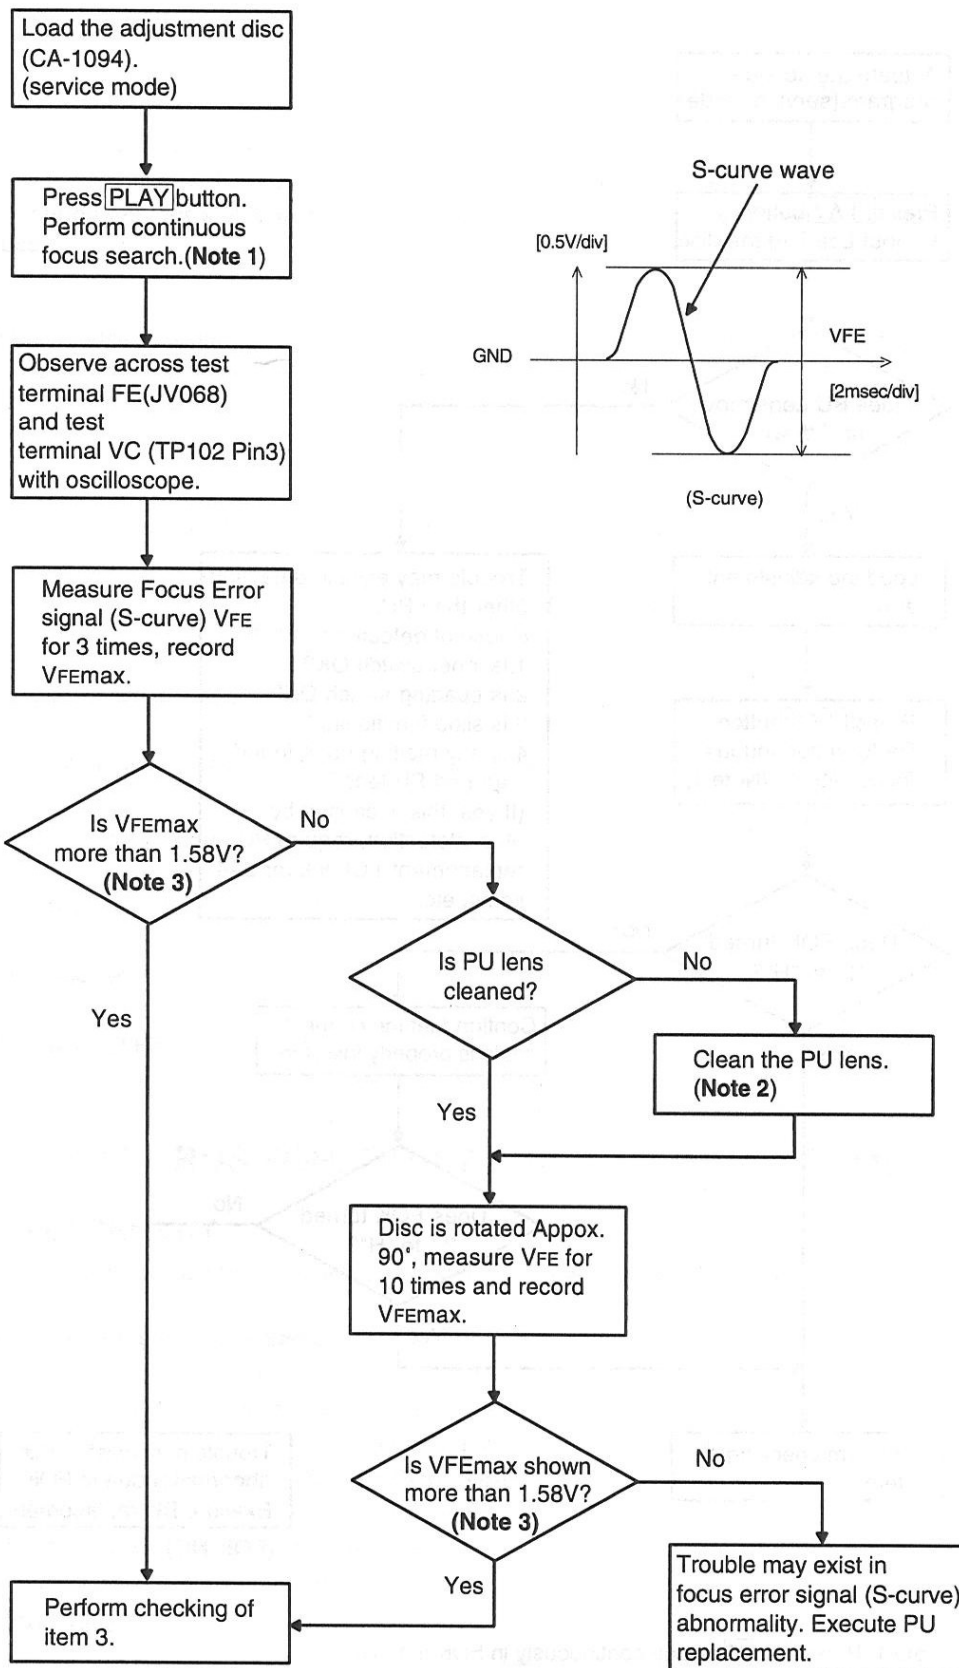 Load the adjustment disc
(CA-1094).
(service mode)
Press PLAY button.
Perform continuous
focus search.(Note 1)
Observe across test
terminal FE(JV068)
and test
terminal VC (TP102 Pin3)
with oscilloscope.
Measure Focus Error
signal (S-curve) VFE
for 3 times, record
VFEmax.
Is VFEmax
more than 1.58V?
(Note 3)
No
Yes
S-curve wave
[0.5V/div]
GND
VFE
[2msec/div]
(S-curve)
Is PU lens
cleaned?
No
Yes
Clean the PU lens.
(Note 2)
Disc is rotated Appox.
90°, measure VFE for
10 times and record
VFEmax.
Is VFEmax shown
more than 1.58V?
(Note 3)
No
Yes
Perform checking of
item 3.
Trouble may exist in
focus error signal (S-curve)
abnormality. Execute PU
replacement.